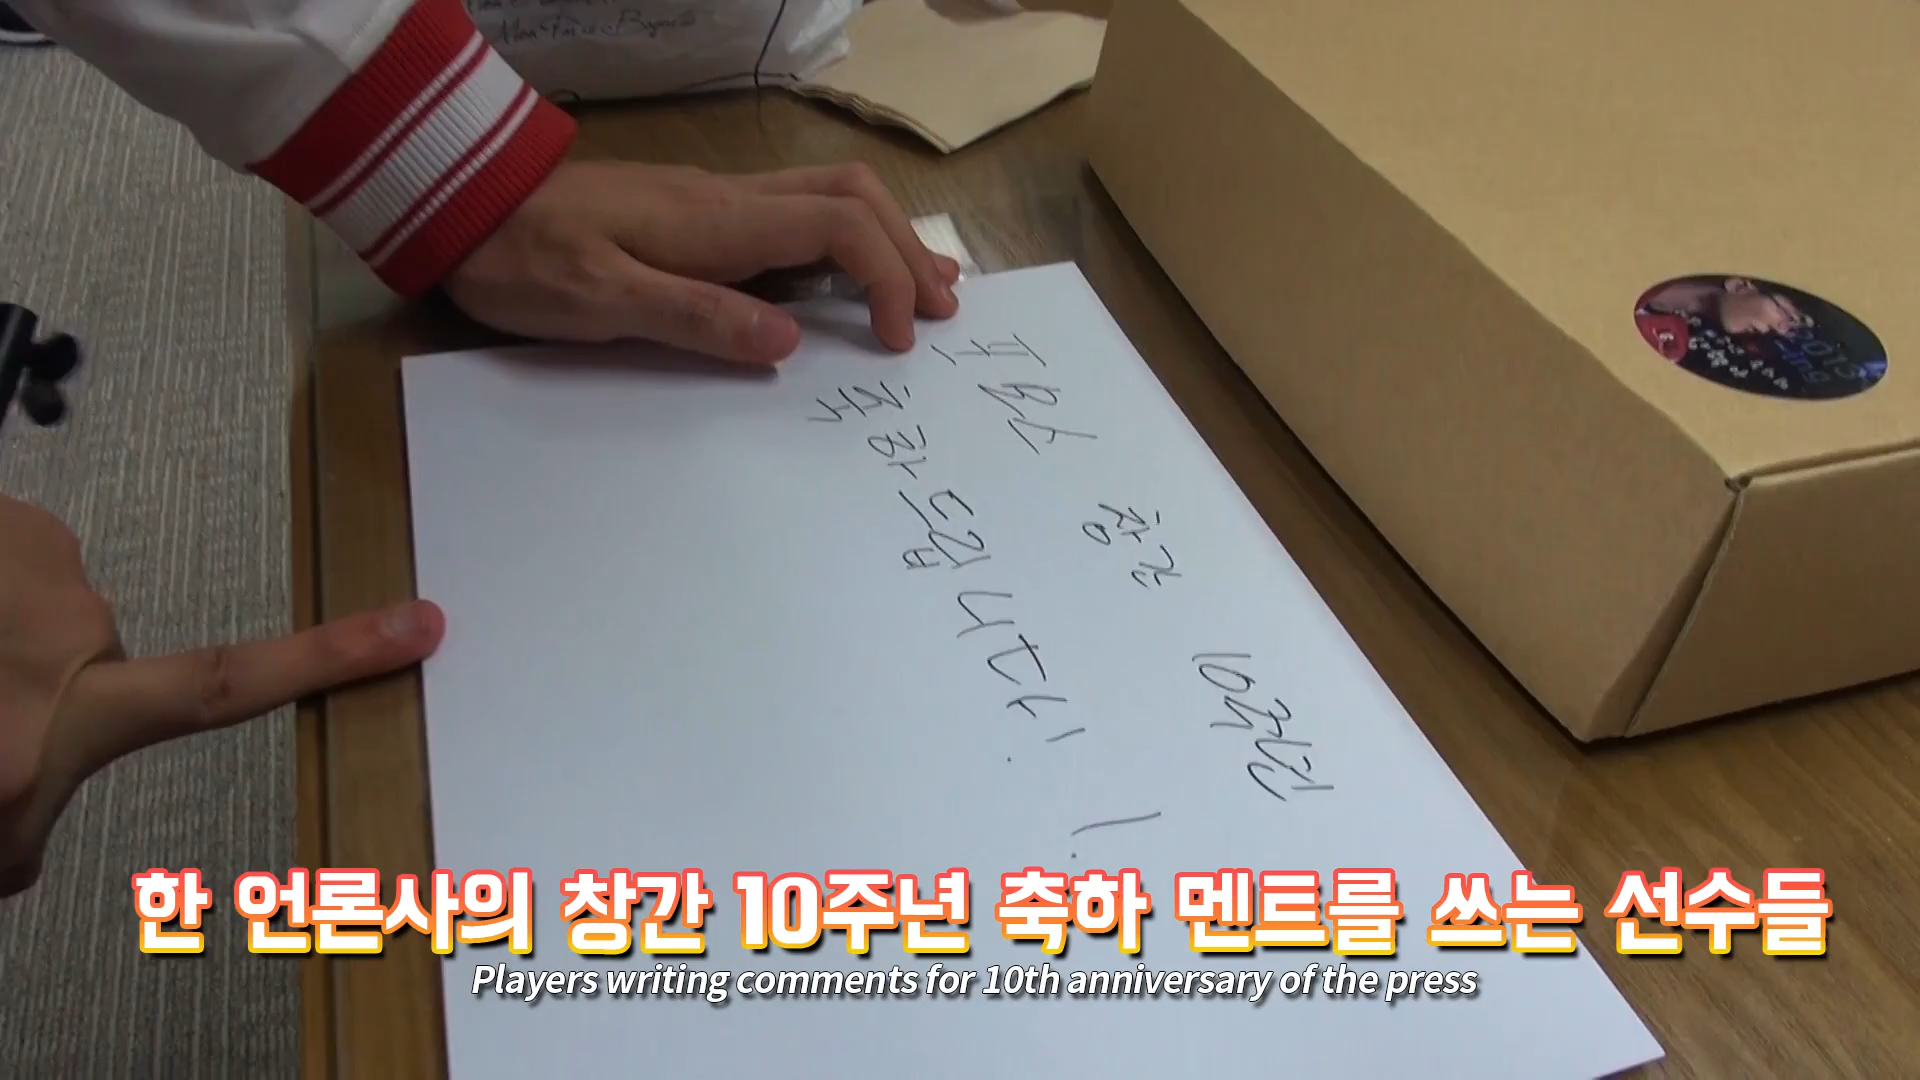 창간 10주년
축하드립니다!!
한 언론사의 창간 10주년 축하 멘트를 쓰는 선수들
Players writing comments for 10th anniversary of the press